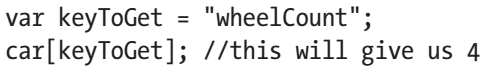 var keyToGet = "wheelCount";
car[keyToGet]; //this will give us 4